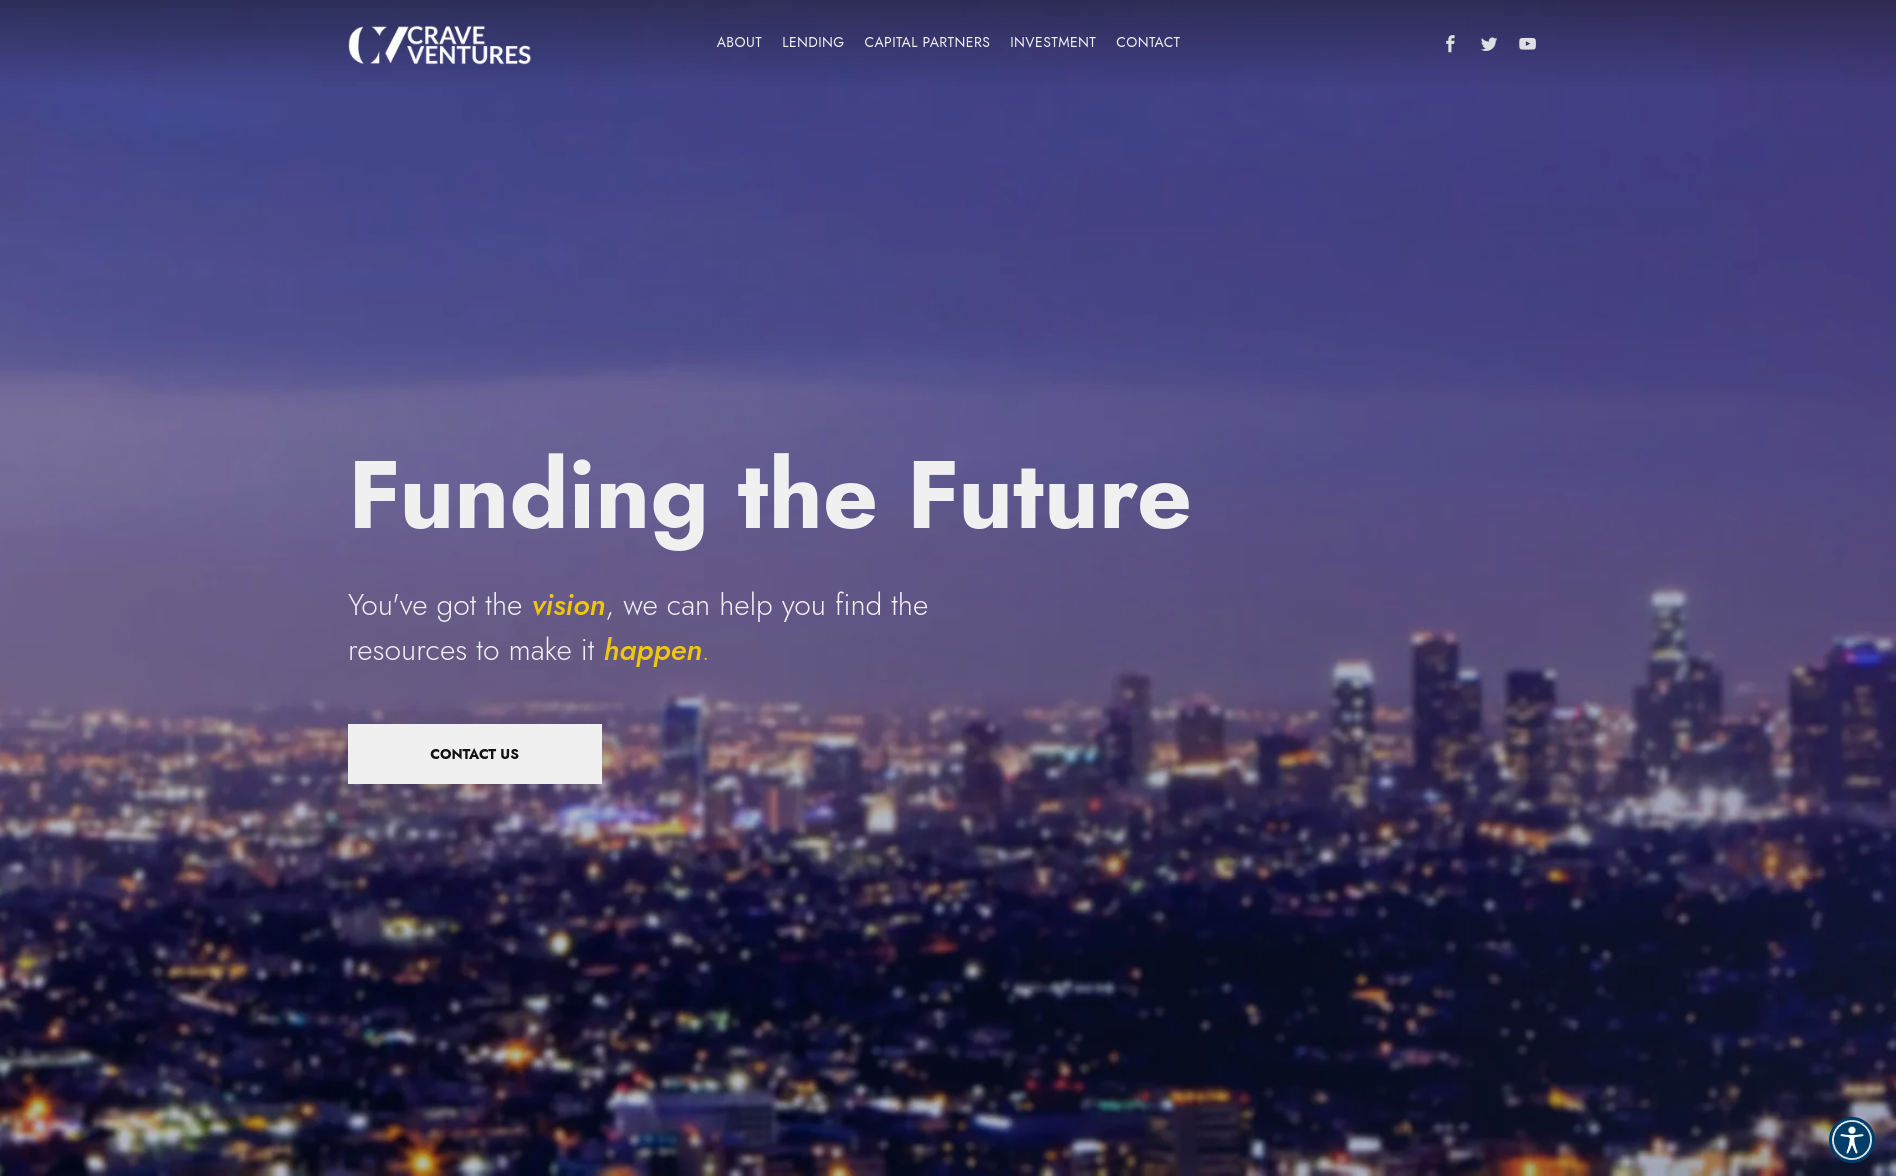 CRAVE
VENTURES
ABOUT LENDING CAPITAL PARTNERS INVESTMENT CONTACT
Funding the Future
You've got the vision, we can help you find the
resources to make it happen.
CONTACT US